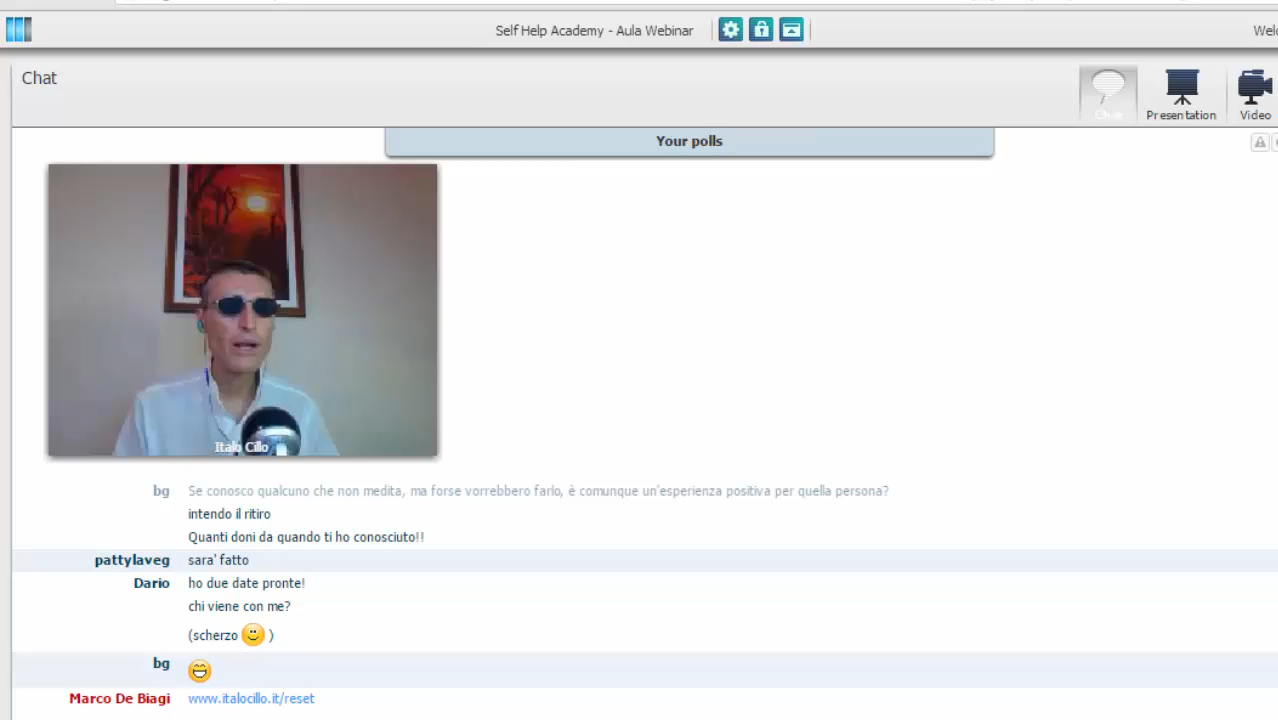 Self Help Academy - Aula Webinar
Chat
Presentation
Video
Your polls
Italo Cillo
bg Se conosco qualcuno che non medita, ma forse vorrebbero farlo, è comunque un'esperienza positiva per quella persona?
intendo il ritiro
Quanti doni da quando ti ho conosciuto!!
pattylaveg sara' fatto
Dario ho due date pronte!
chi viene con me?
(scherzo )
bg
Marco De Biagi www.italocillo.it/reset